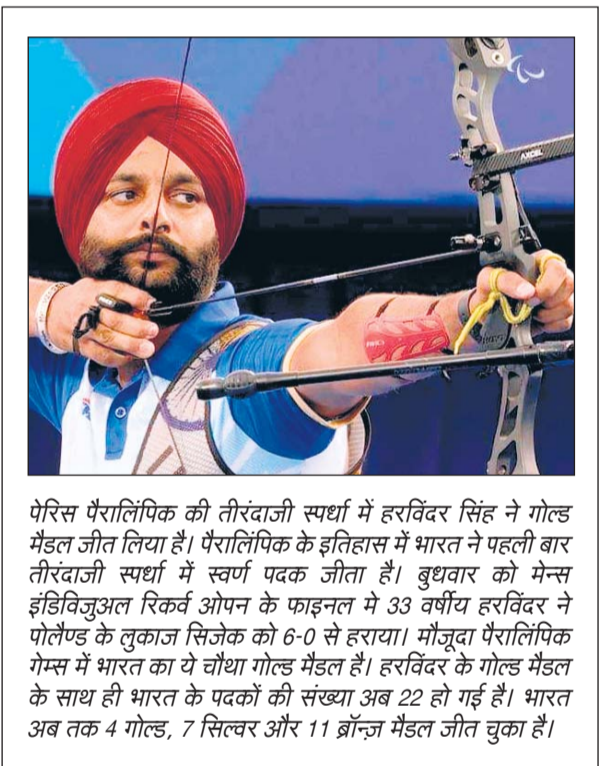 AXCEL
पेरिस पैरालिंपिक की तीरंदाजी स्पर्धा में हरविंदर सिंह ने गोल्ड
मैडल जीत लिया है। पैरालिंपिक के इतिहास में भारत ने पहली बार
तीरंदाजी स्पर्धा में स्वर्ण पदक जीता है। बुधवार को मेन्स
इंडिविजुअल रिकर्व ओपन के फाइनल मे 33 वर्षीय हरविंदर ने
पोलैण्ड के लुकाज सिजेक को 6-0 से हराया। मौजूदा पैरालिंपिक
गेम्स में भारत का ये चौथा गोल्ड मैडल है। हरविंदर के गोल्ड मैडल
के साथ ही भारत के पदकों की संख्या अब 22 हो गई है। भारत
अब तक 4 गोल्ड, 7 सिल्वर और 11 ब्रॉन्ज़ मैडल जीत चुका है।